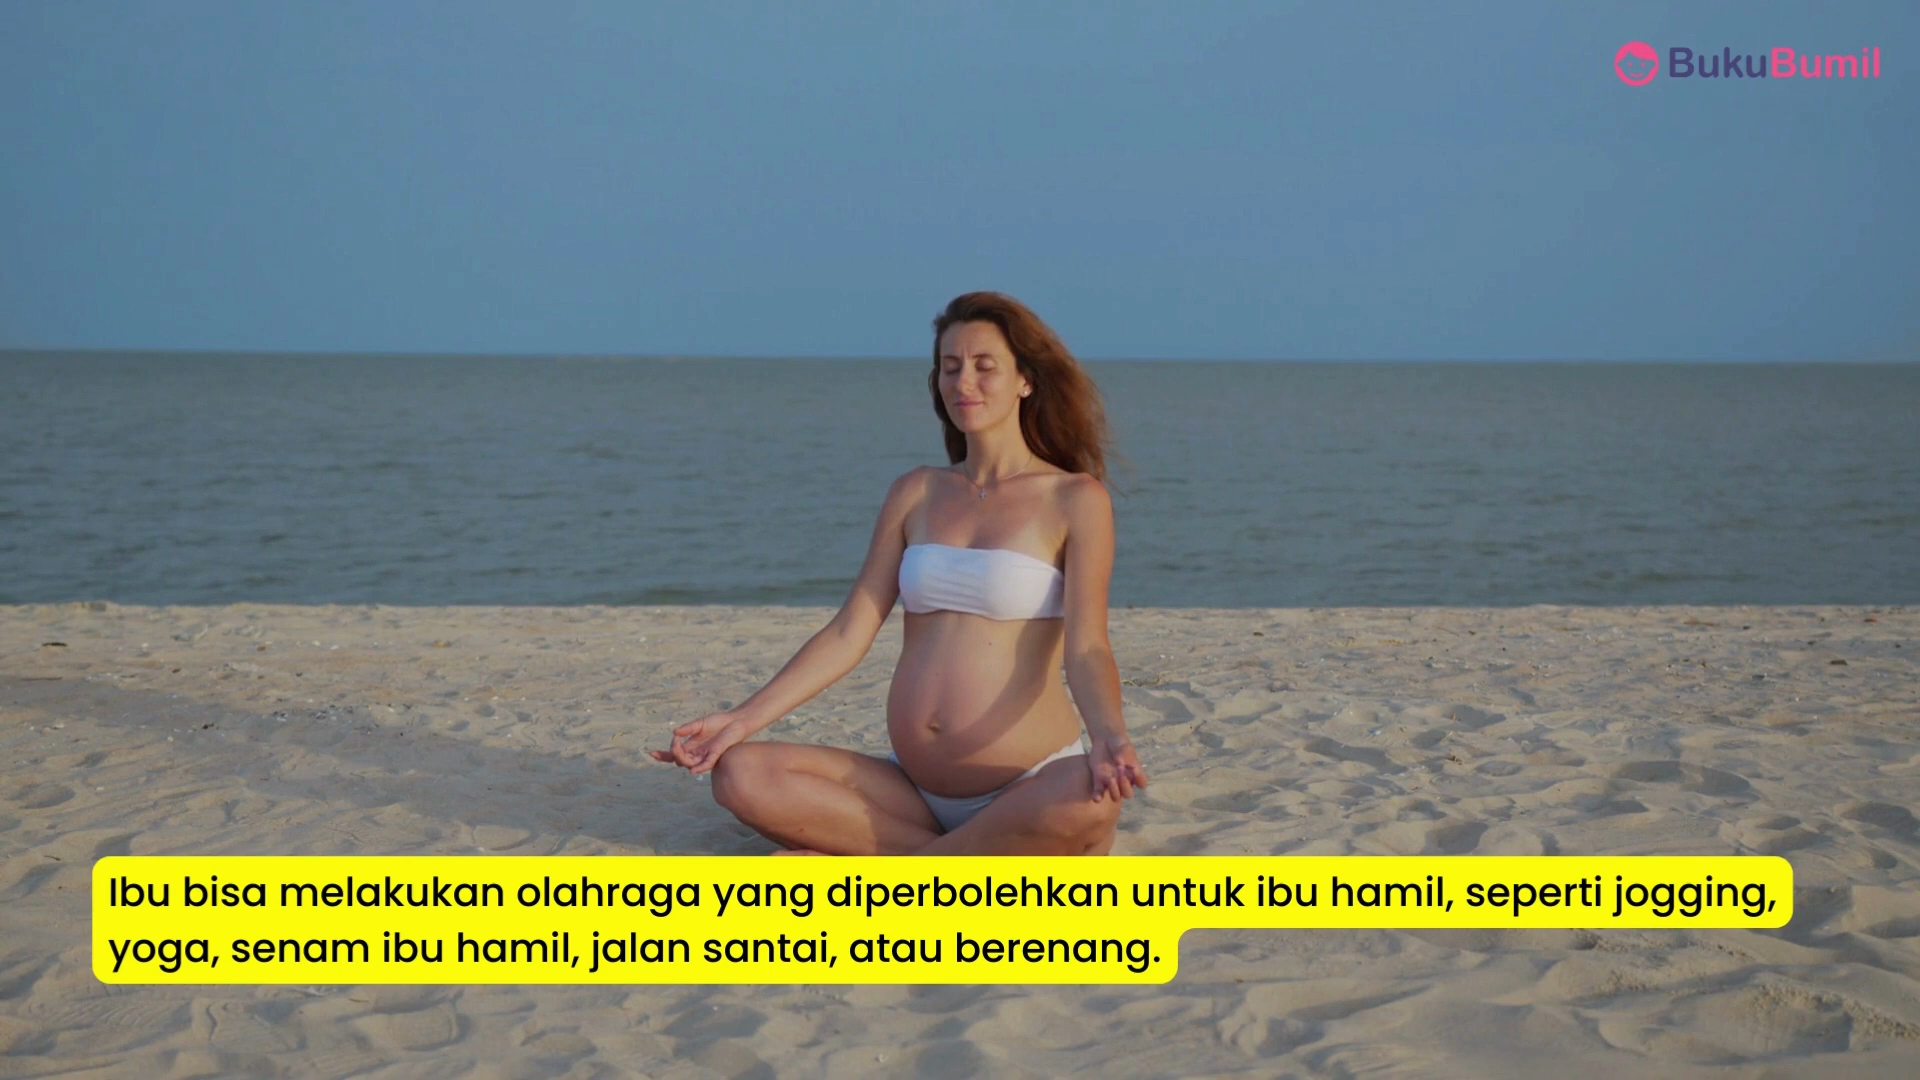 BukuBumil
Ibu bisa melakukan olahraga yang diperbolehkan untuk ibu hamil, seperti jogging,
yoga, senam ibu hamil, jalan santai, atau berenang.